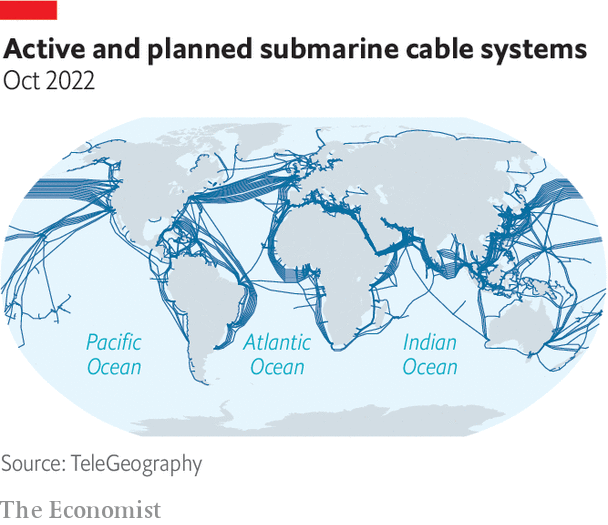 Active and planned submarine cable systems
Oct 2022
Pacific
Ocean
Atlantic
Ocean
Indian
Ocean
Source: TeleGeography
The Economist